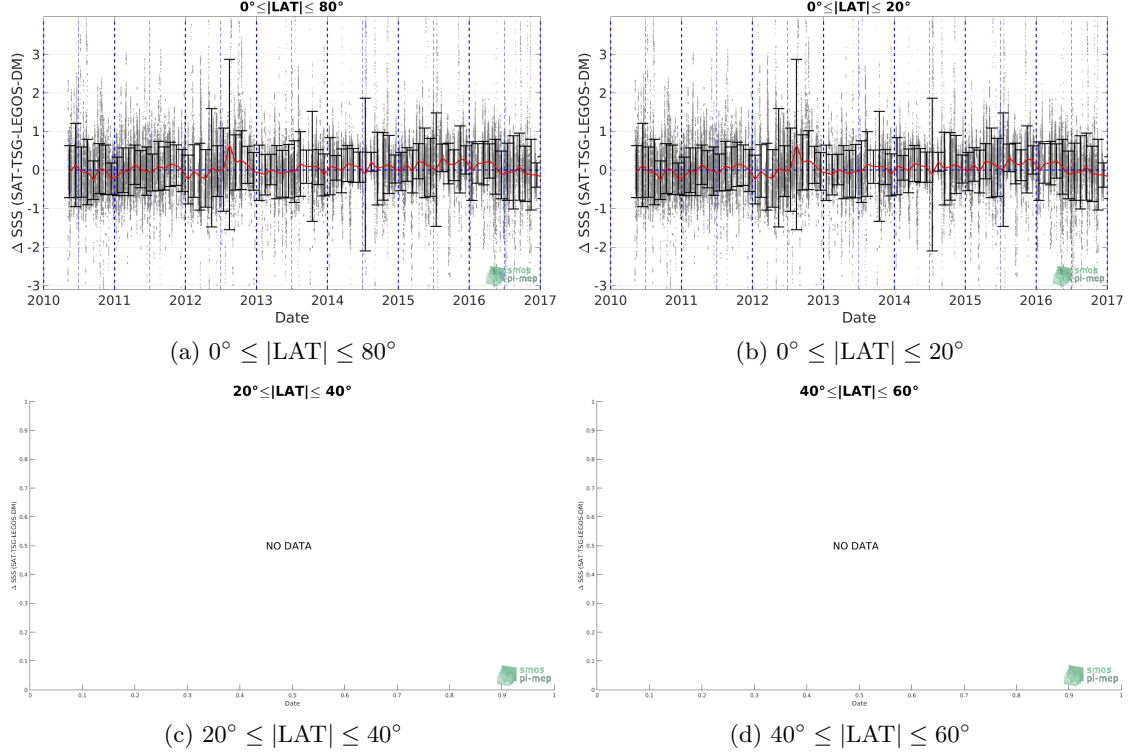 0°≤|LAT|≤ 80°
Δ SSS (SAT-TSG-LEGOS-DM)
3
2
1
0
-1
-2
-3
2010 2011 2012 2013 2014 2015 2016 2017
Date
smos
pi-mep
(a) 0° ≤ |LAT| ≤ 80°
0°≤|LAT|≤ 20°
Δ SSS (SAT-TSG-LEGOS-DM)
3
2
1
0
-1
-2
-3
2010 2011 2012 2013 2014 2015 2016 2017
Date
smos
pi-mep
(b) 0° ≤ |LAT| ≤ 20°
20°≤|LAT|≤ 40°
Δ SSS (SAT-TSG-LEGOS-DM)
1
0.9
0.8
0.7
0.6
0.5
0.4
0.3
0.2
0.1
0
NO DATA
0 0.1 0.2 0.3 0.4 0.5 0.6 0.7 0.8 0.9 1
Date
smos
pi-mep
(c) 20° ≤ |LAT| ≤ 40°
40°≤|LAT|≤ 60°
Δ SSS (SAT-TSG-LEGOS-DM)
1
0.9
0.8
0.7
0.6
0.5
0.4
0.3
0.2
0.1
0
NO DATA
0 0.1 0.2 0.3 0.4 0.5 0.6 0.7 0.8 0.9 1
Date
smos
pi-mep
(d) 40° ≤ |LAT| ≤ 60°